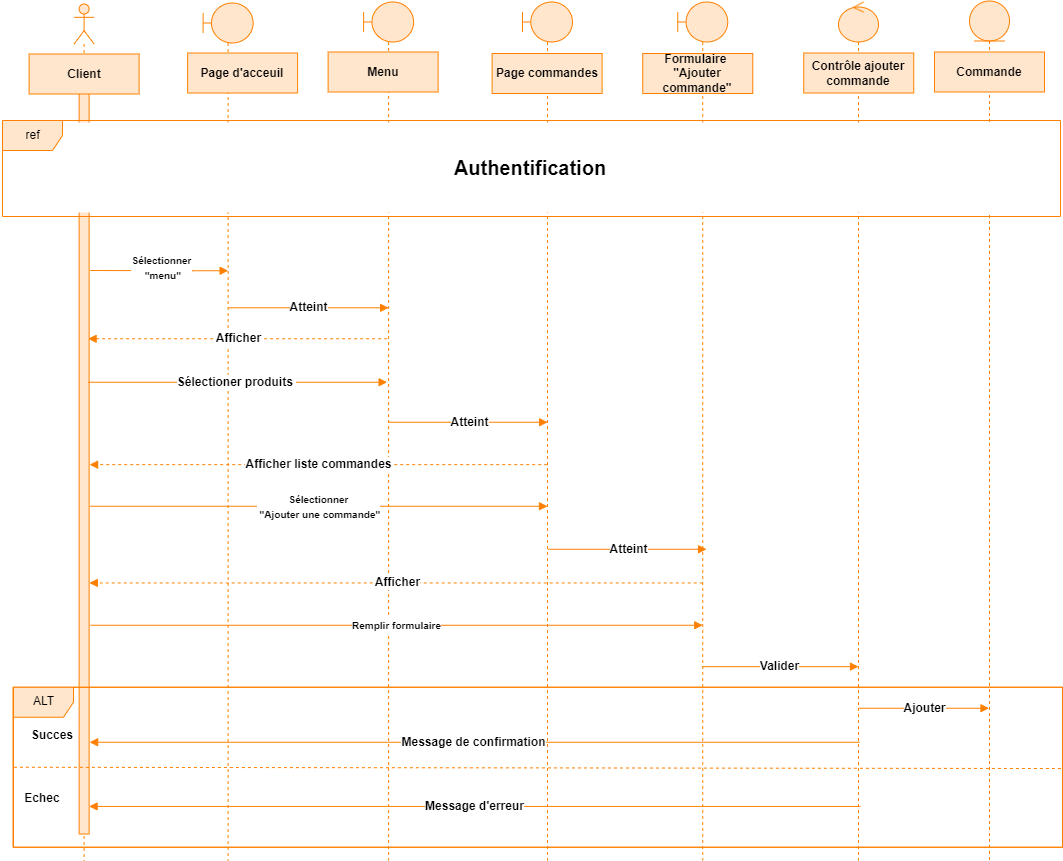 Client
Page d'acceuil
Menu
Page commandes
Formulaire
"Ajouter
commande"
Contrôle ajouter
commande
Commande
ref
Authentification
Sélectionner
"menu"
Atteint
Afficher
Sélectioner produits
Atteint
Afficher liste commandes
Sélectionner
"Ajouter une commande"
Atteint
Afficher
Remplir formulaire
Valider
ALT
Ajouter
Succes
Message de confirmation
Echec
Message d'erreur